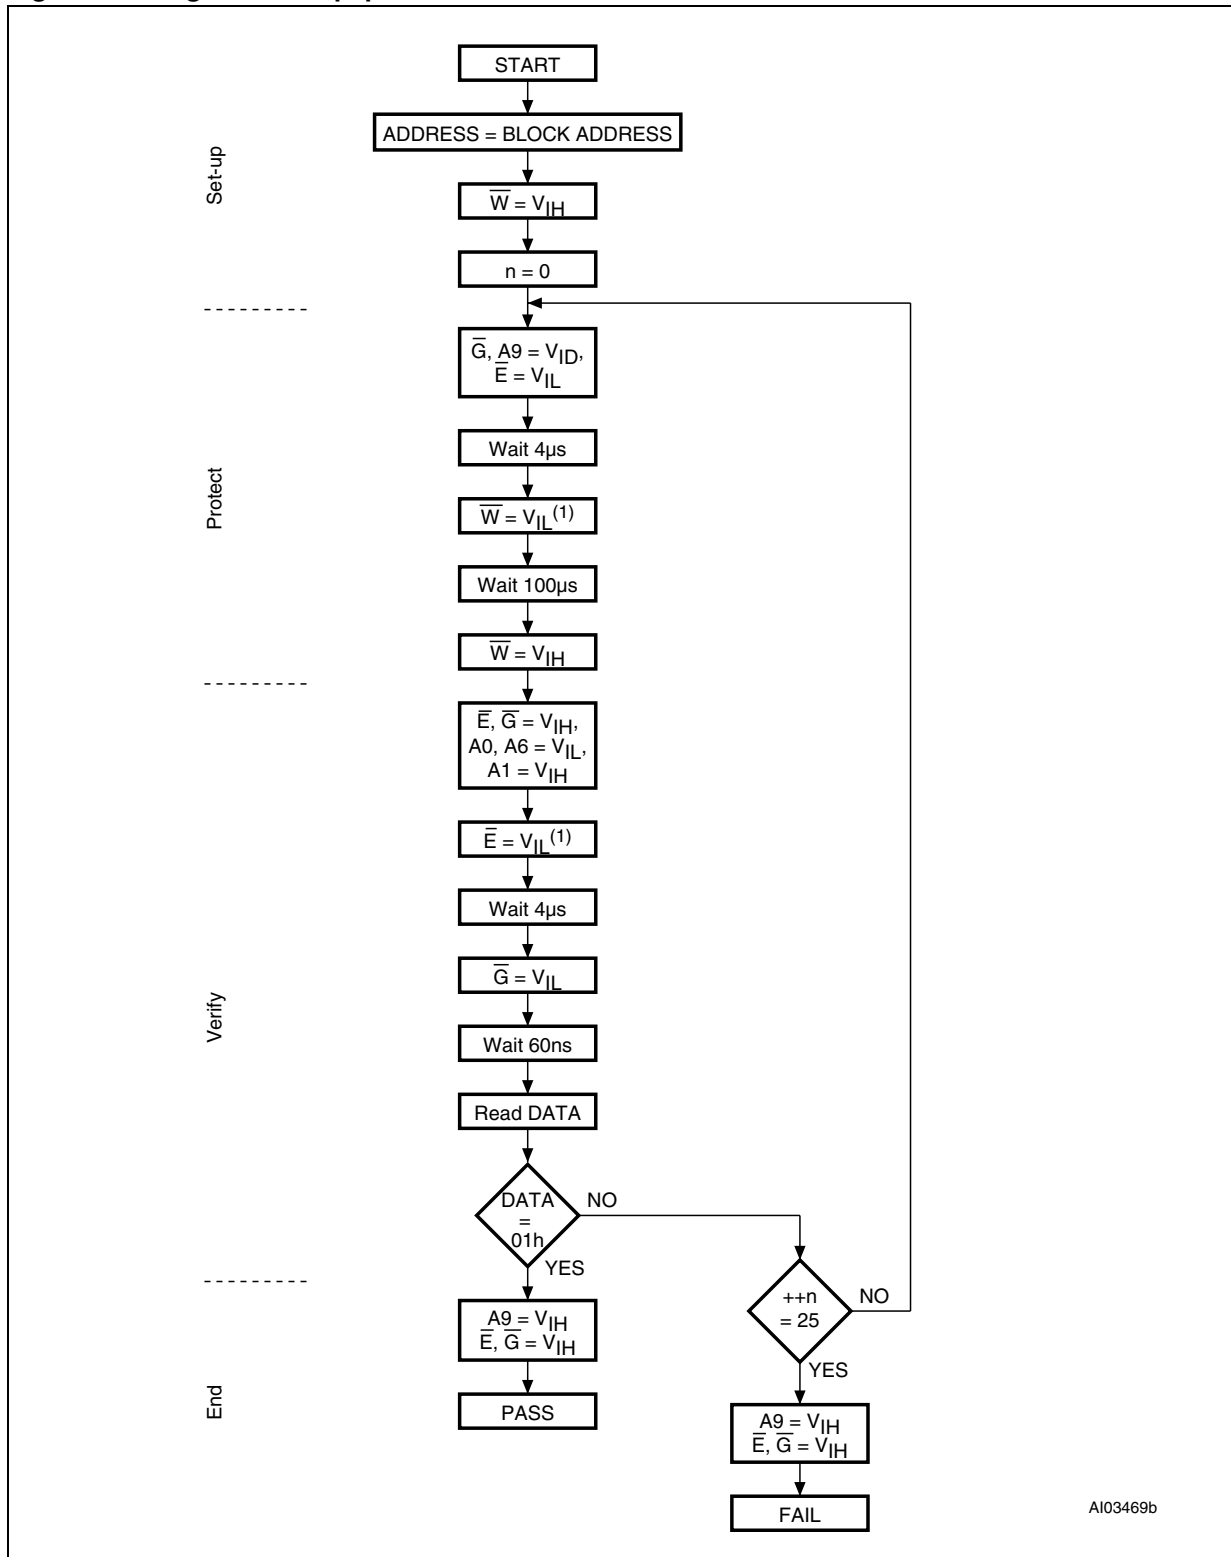 START
ADDRESS = BLOCK ADDRESS
Set-up
W̅ = VIH
n = 0
G̅, A9 = VID,
E̅ = VIL
Wait 4µs
Protect
W̅ = VIL(1)
Wait 100µs
W̅ = VIH
E̅, G̅ = VIH,
A0, A6 = VIL,
A1 = VIH
E̅ = VIL(1)
Wait 4µs
G̅ = VIL
Verify
Wait 60ns
Read DATA
DATA
=
01h
NO
YES
++n
= 25
NO
YES
A9 = VIH
E̅, G̅ = VIH
End
PASS
A9 = VIH
E̅, G̅ = VIH
FAIL
AI03469b